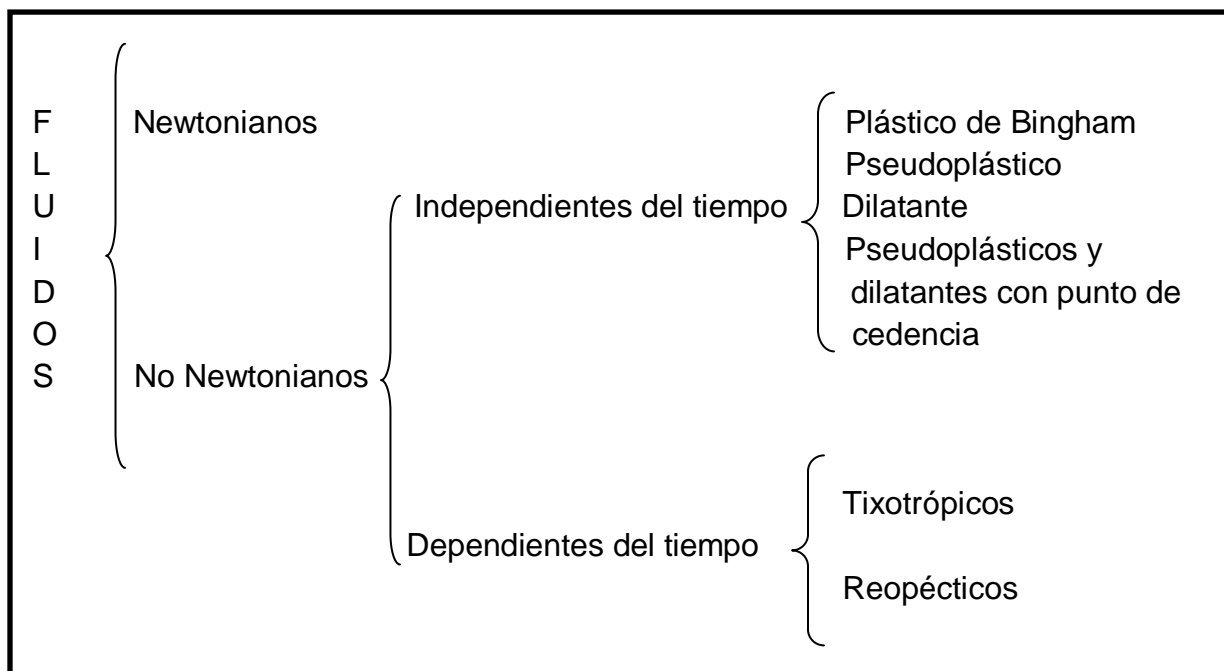 FLUIDOS
Newtonianos
No Newtonianos
Independientes del tiempo
Plástico de Bingham
Pseudoplástico
Dilatante
Pseudoplásticos y
dilatantes con punto de
cedencia
Dependientes del tiempo
Tixotrópicos
Reopécticos